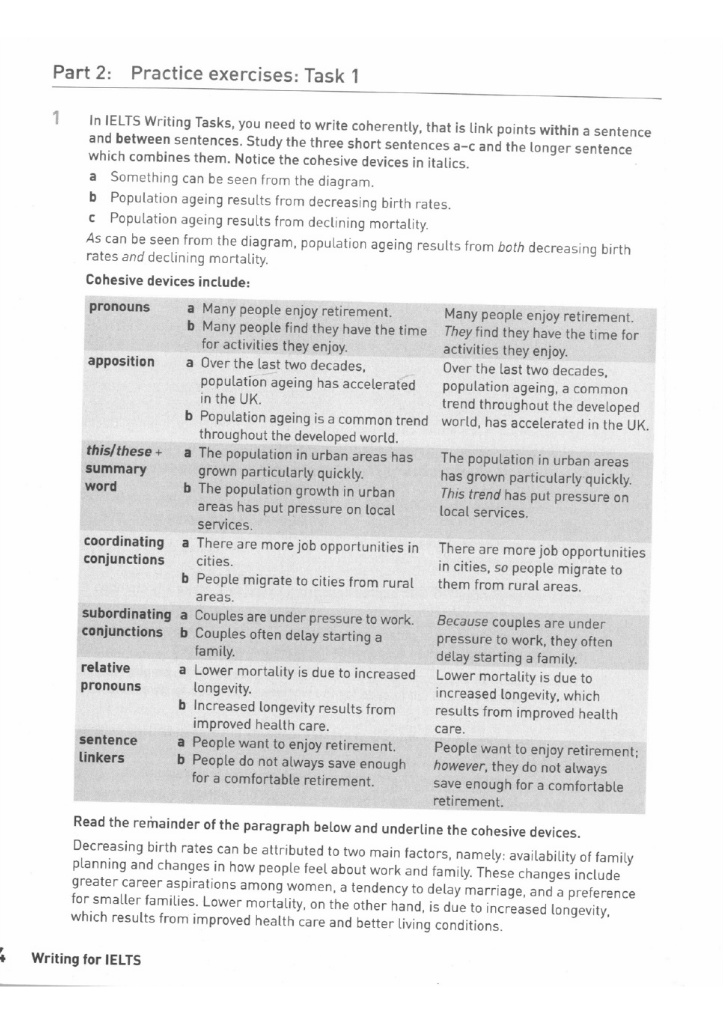 Part 2: Practice exercises: Task 1
1 In IELTS Writing Tasks, you need to write coherently, that is link points within a sentence
and between sentences. Study the three short sentences a–c and the longer sentence
which combines them. Notice the cohesive devices in italics.
a Something can be seen from the diagram.
b Population ageing results from decreasing birth rates.
c Population ageing results from declining mortality.
As can be seen from the diagram, population ageing results from both decreasing birth
rates and declining mortality.
Cohesive devices include:
pronouns
a Many people enjoy retirement.
b Many people find they have the time
for activities they enjoy.
Many people enjoy retirement.
They find they have the time for
activities they enjoy.
apposition
a Over the last two decades,
population ageing has accelerated
in the UK.
b Population ageing is a common trend
throughout the developed world.
Over the last two decades,
population ageing, a common
trend throughout the developed
world, has accelerated in the UK.
this/these +
summary
word
a The population in urban areas has
grown particularly quickly.
b The population growth in urban
areas has put pressure on local
services.
The population in urban areas
has grown particularly quickly.
This trend has put pressure on
local services.
coordinating
conjunctions
a There are more job opportunities in
cities.
b People migrate to cities from rural
areas.
There are more job opportunities
in cities, so people migrate to
them from rural areas.
subordinating
conjunctions
a Couples are under pressure to work.
b Couples often delay starting a
family.
Because couples are under
pressure to work, they often
delay starting a family.
relative
pronouns
a Lower mortality is due to increased
longevity.
b Increased longevity results from
improved health care.
Lower mortality is due to
increased longevity, which
results from improved health
care.
sentence
linkers
a People want to enjoy retirement.
b People do not always save enough
for a comfortable retirement.
People want to enjoy retirement;
however, they do not always
save enough for a comfortable
retirement.
Read the remainder of the paragraph below and underline the cohesive devices.
Decreasing birth rates can be attributed to two main factors, namely: availability of family
planning and changes in how people feel about work and family. These changes include
greater career aspirations among women, a tendency to delay marriage, and a preference
for smaller families. Lower mortality, on the other hand, is due to increased longevity,
which results from improved health care and better living conditions.
4 Writing for IELTS